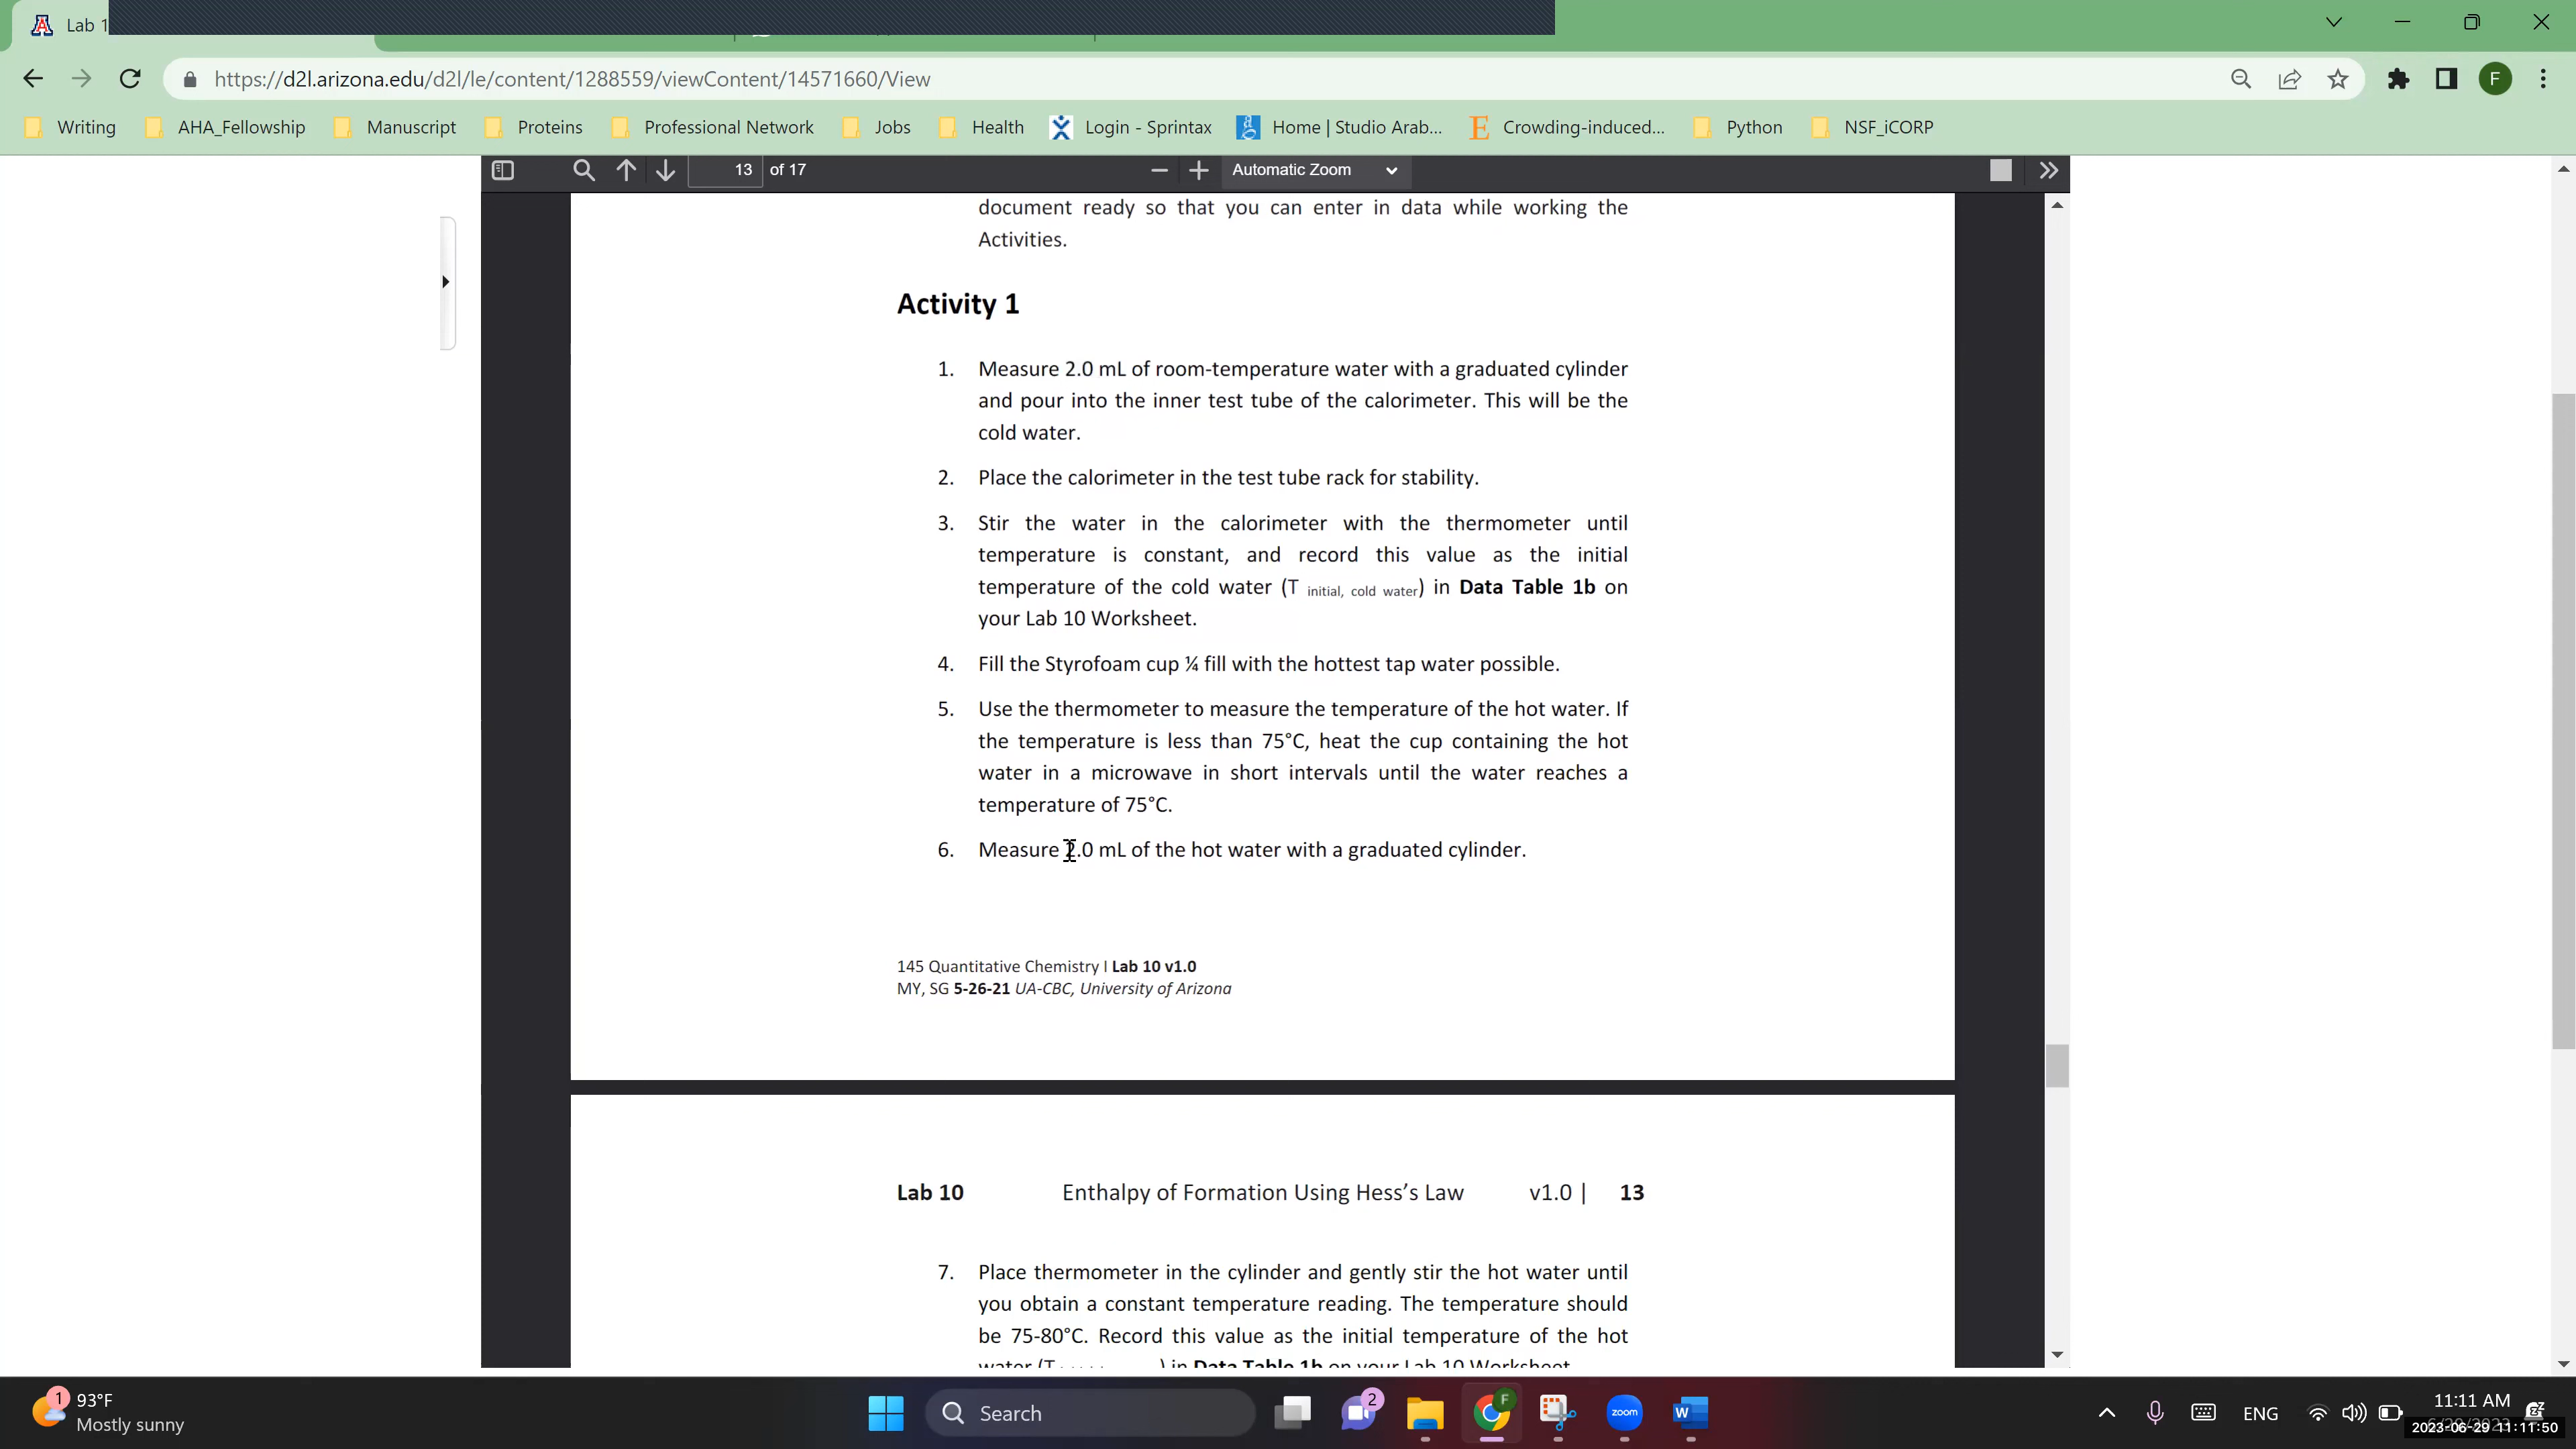 Lab 1
https://d2l.arizona.edu/d2l/le/content/1288559/viewContent/14571660/View
F
Writing AHA_Fellowship Manuscript Proteins Professional Network Jobs Health Login - Sprintax Home | Studio Arab... Crowding-induced... Python NSF_iCORP
13 of 17 Automatic Zoom
document ready so that you can enter in data while working the
Activities.
Activity 1
1. Measure 2.0 mL of room-temperature water with a graduated cylinder
and pour into the inner test tube of the calorimeter. This will be the
cold water.
2. Place the calorimeter in the test tube rack for stability.
3. Stir the water in the calorimeter with the thermometer until
temperature is constant, and record this value as the initial
temperature of the cold water (T initial, cold water) in Data Table 1b on
your Lab 10 Worksheet.
4. Fill the Styrofoam cup ¼ fill with the hottest tap water possible.
5. Use the thermometer to measure the temperature of the hot water. If
the temperature is less than 75°C, heat the cup containing the hot
water in a microwave in short intervals until the water reaches a
temperature of 75°C.
6. Measure 2.0 mL of the hot water with a graduated cylinder.
145 Quantitative Chemistry I Lab 10 v1.0
MY, SG 5-26-21 UA-CBC, University of Arizona
Lab 10 Enthalpy of Formation Using Hess's Law v1.0 | 13
7. Place thermometer in the cylinder and gently stir the hot water until
you obtain a constant temperature reading. The temperature should
be 75-80°C. Record this value as the initial temperature of the hot
water (T ) in Data Table 1b on your Lab 10 Worksheet
1 93°F
Mostly sunny
Search
2
F
zoom
W
ENG
11:11 AM
2023-06-29 11:11:50